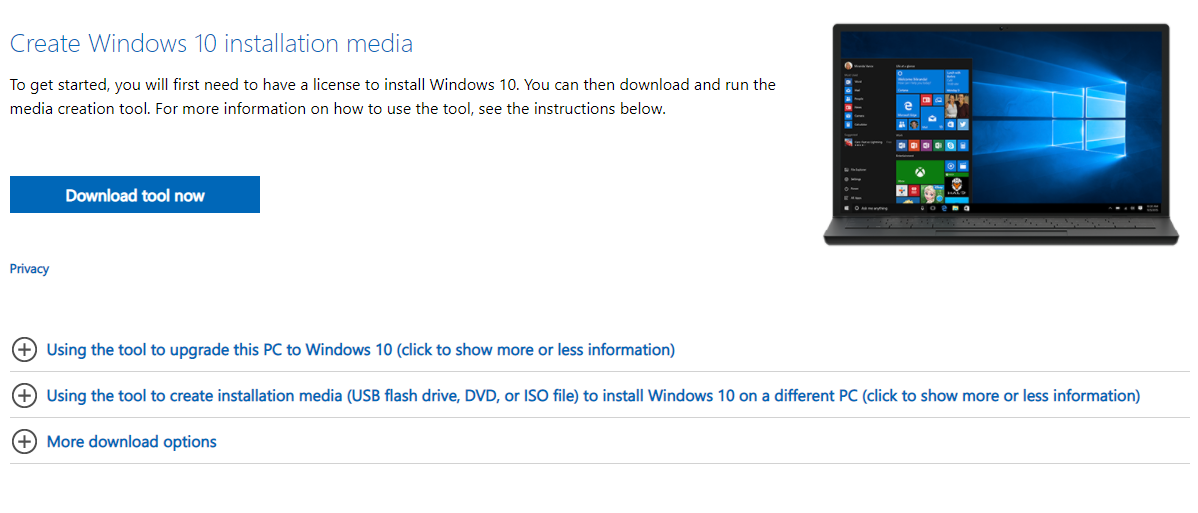 Create Windows 10 installation media
To get started, you will first need to have a license to install Windows 10. You can then download and run the
media creation tool. For more information on how to use the tool, see the instructions below.
Download tool now
Privacy
Using the tool to upgrade this PC to Windows 10 (click to show more or less information)
Using the tool to create installation media (USB flash drive, DVD, or ISO file) to install Windows 10 on a different PC (click to show more or less information)
More download options